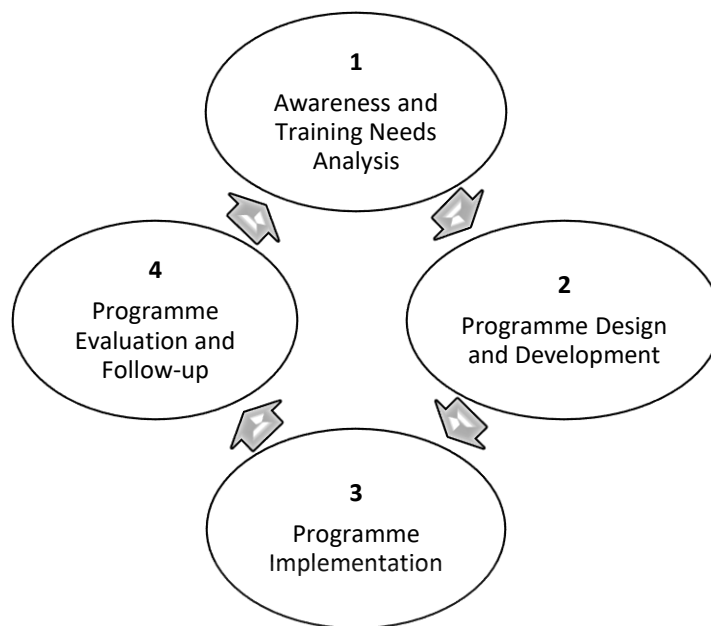 1
Awareness and
Training Needs
Analysis
2
Programme Design
and Development
3
Programme
Implementation
4
Programme
Evaluation and
Follow-up